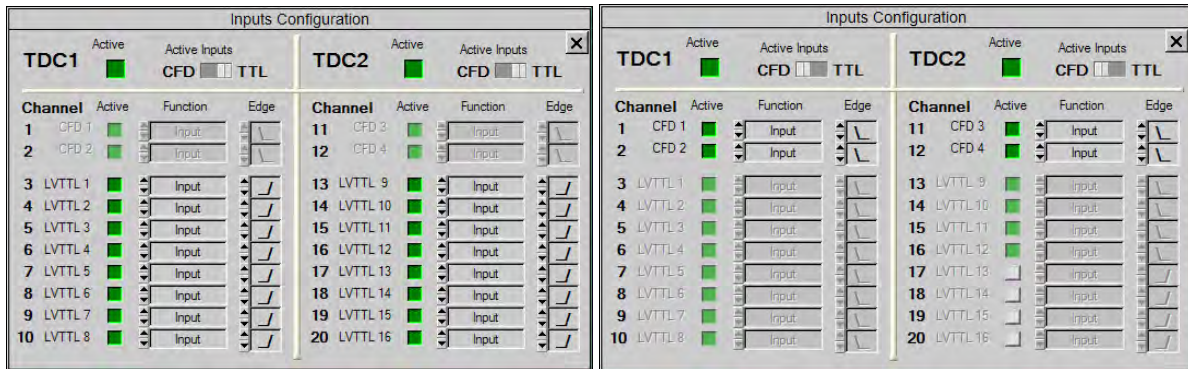 Inputs Configuration
TDC1 Active Active Inputs CFD TTL
TDC2 Active Active Inputs CFD TTL X
Channel Active Function Edge
1 CFD 1 Input
2 CFD 2 Input
3 LVTTL 1 Input
4 LVTTL 2 Input
5 LVTTL 3 Input
6 LVTTL 4 Input
7 LVTTL 5 Input
8 LVTTL 6 Input
9 LVTTL 7 Input
10 LVTTL 8 Input
Channel Active Function Edge
11 CFD 3 Input
12 CFD 4 Input
13 LVTTL 9 Input
14 LVTTL 10 Input
15 LVTTL 11 Input
16 LVTTL 12 Input
17 LVTTL 13 Input
18 LVTTL 14 Input
19 LVTTL 15 Input
20 LVTTL 16 Input
Inputs Configuration
TDC1 Active Active Inputs CFD TTL
TDC2 Active Active Inputs CFD TTL X
Channel Active Function Edge
1 CFD 1 Input
2 CFD 2 Input
3 LVTTL 1 Input
4 LVTTL 2 Input
5 LVTTL 3 Input
6 LVTTL 4 Input
7 LVTTL 5 Input
8 LVTTL 6 Input
9 LVTTL 7 Input
10 LVTTL 8 Input
Channel Active Function Edge
11 CFD 3 Input
12 CFD 4 Input
13 LVTTL 9 Input
14 LVTTL 10 Input
15 LVTTL 11 Input
16 LVTTL 12 Input
17 LVTTL 13 Input
18 LVTTL 14 Input
19 LVTTL 15 Input
20 LVTTL 16 Input